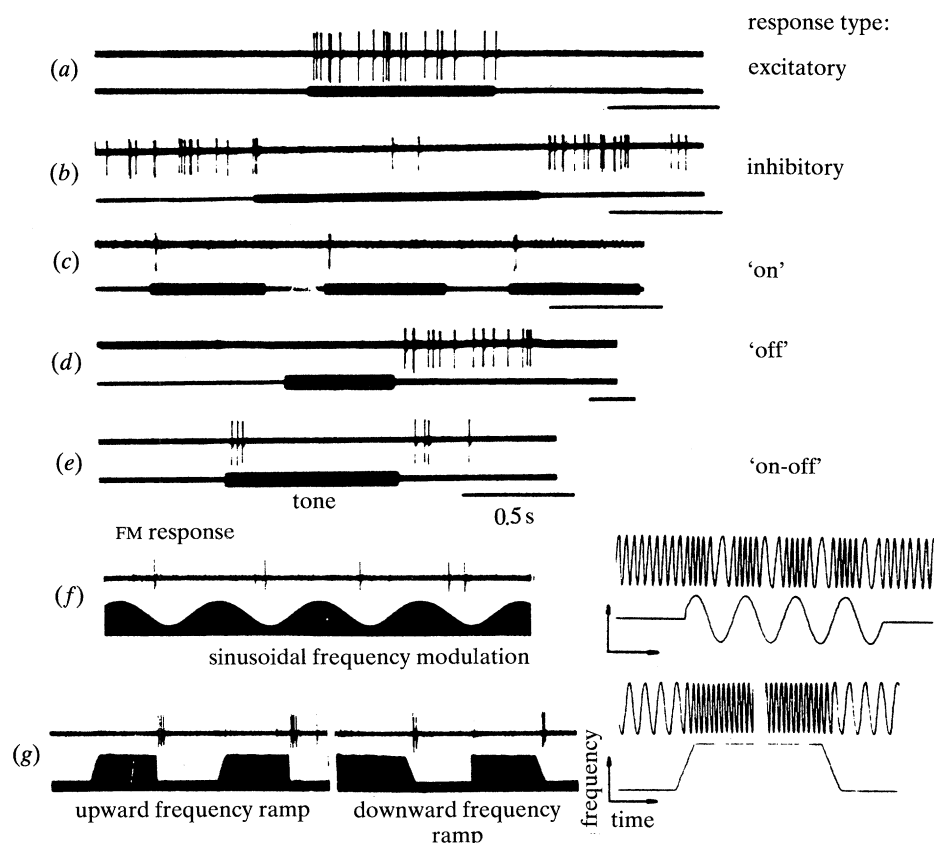 response type:
(a)
excitatory
(b)
inhibitory
(c)
‘on’
(d)
‘off’
(e)
‘on-off’
tone
0.5 s
FM response
(f)
sinusoidal frequency modulation
(g)
upward frequency ramp
downward frequency
ramp
frequency
time